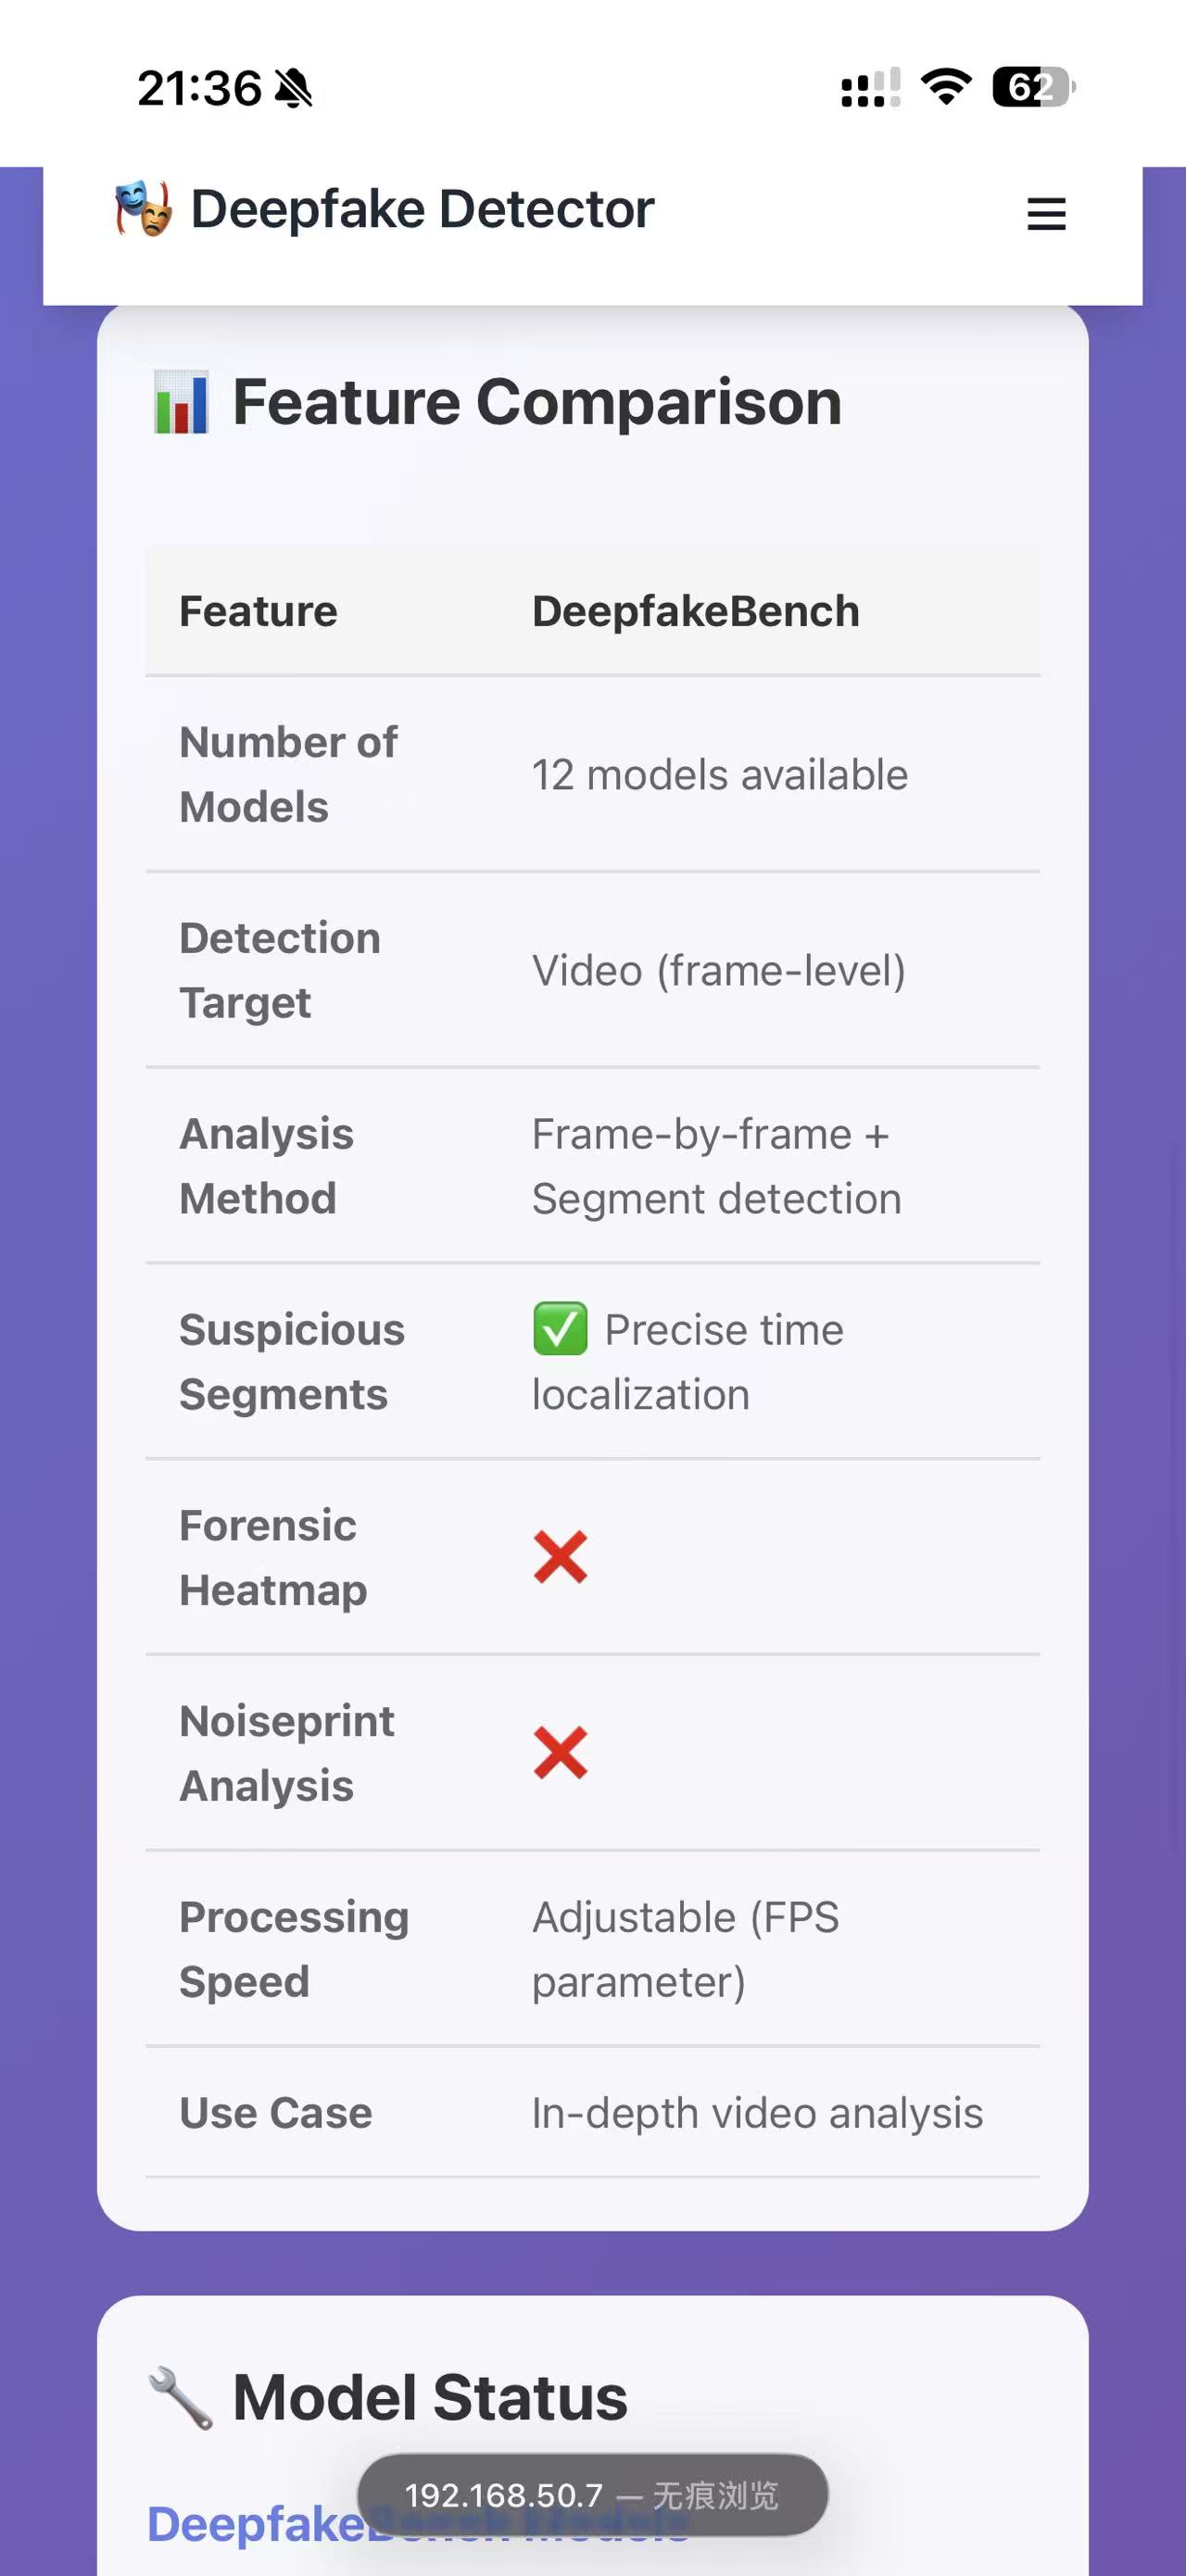 21:36
62
Deepfake Detector
Feature Comparison
Feature DeepfakeBench
Number of
Models
12 models available
Detection
Target
Video (frame-level)
Analysis
Method
Frame-by-frame +
Segment detection
Suspicious
Segments
✅ Precise time
localization
Forensic
Heatmap
❌
Noiseprint
Analysis
❌
Processing
Speed
Adjustable (FPS
parameter)
Use Case
In-depth video analysis
Model Status
DeepfakeBench Models
192.168.50.7 — 无痕浏览